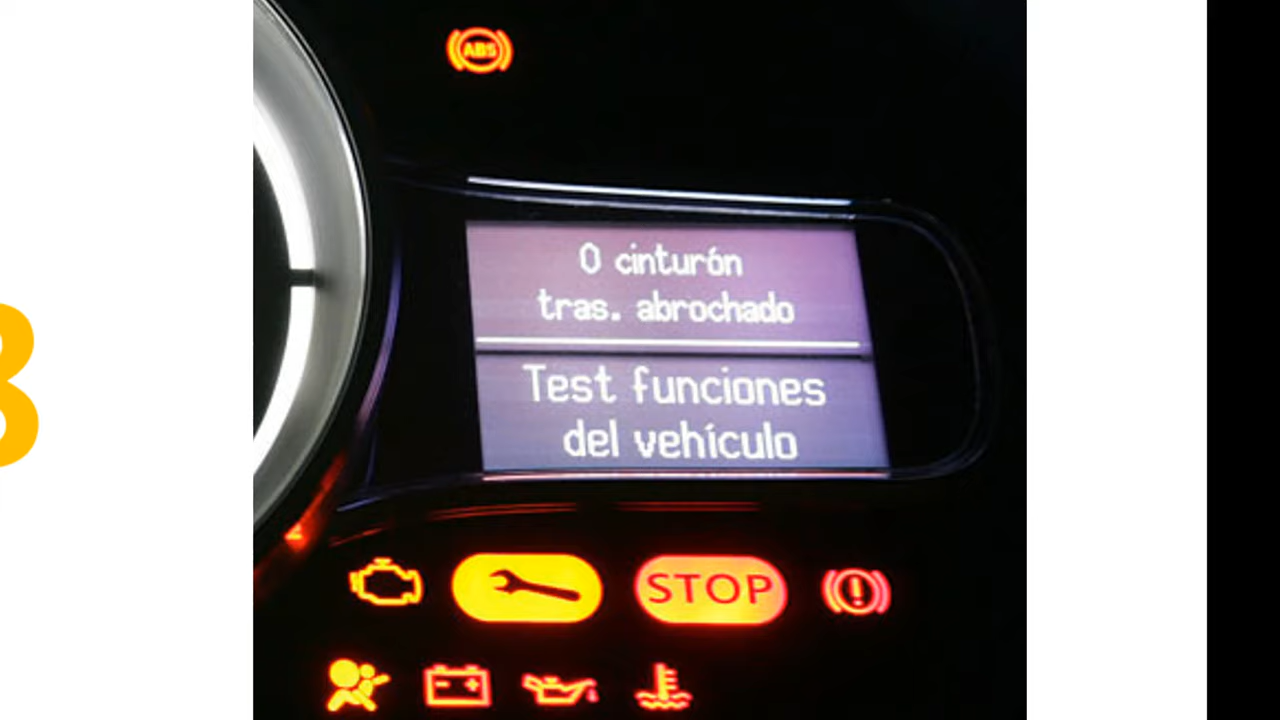 ABS
0 cinturón
tras. abrochado
Test funciones
del vehículo
STOP